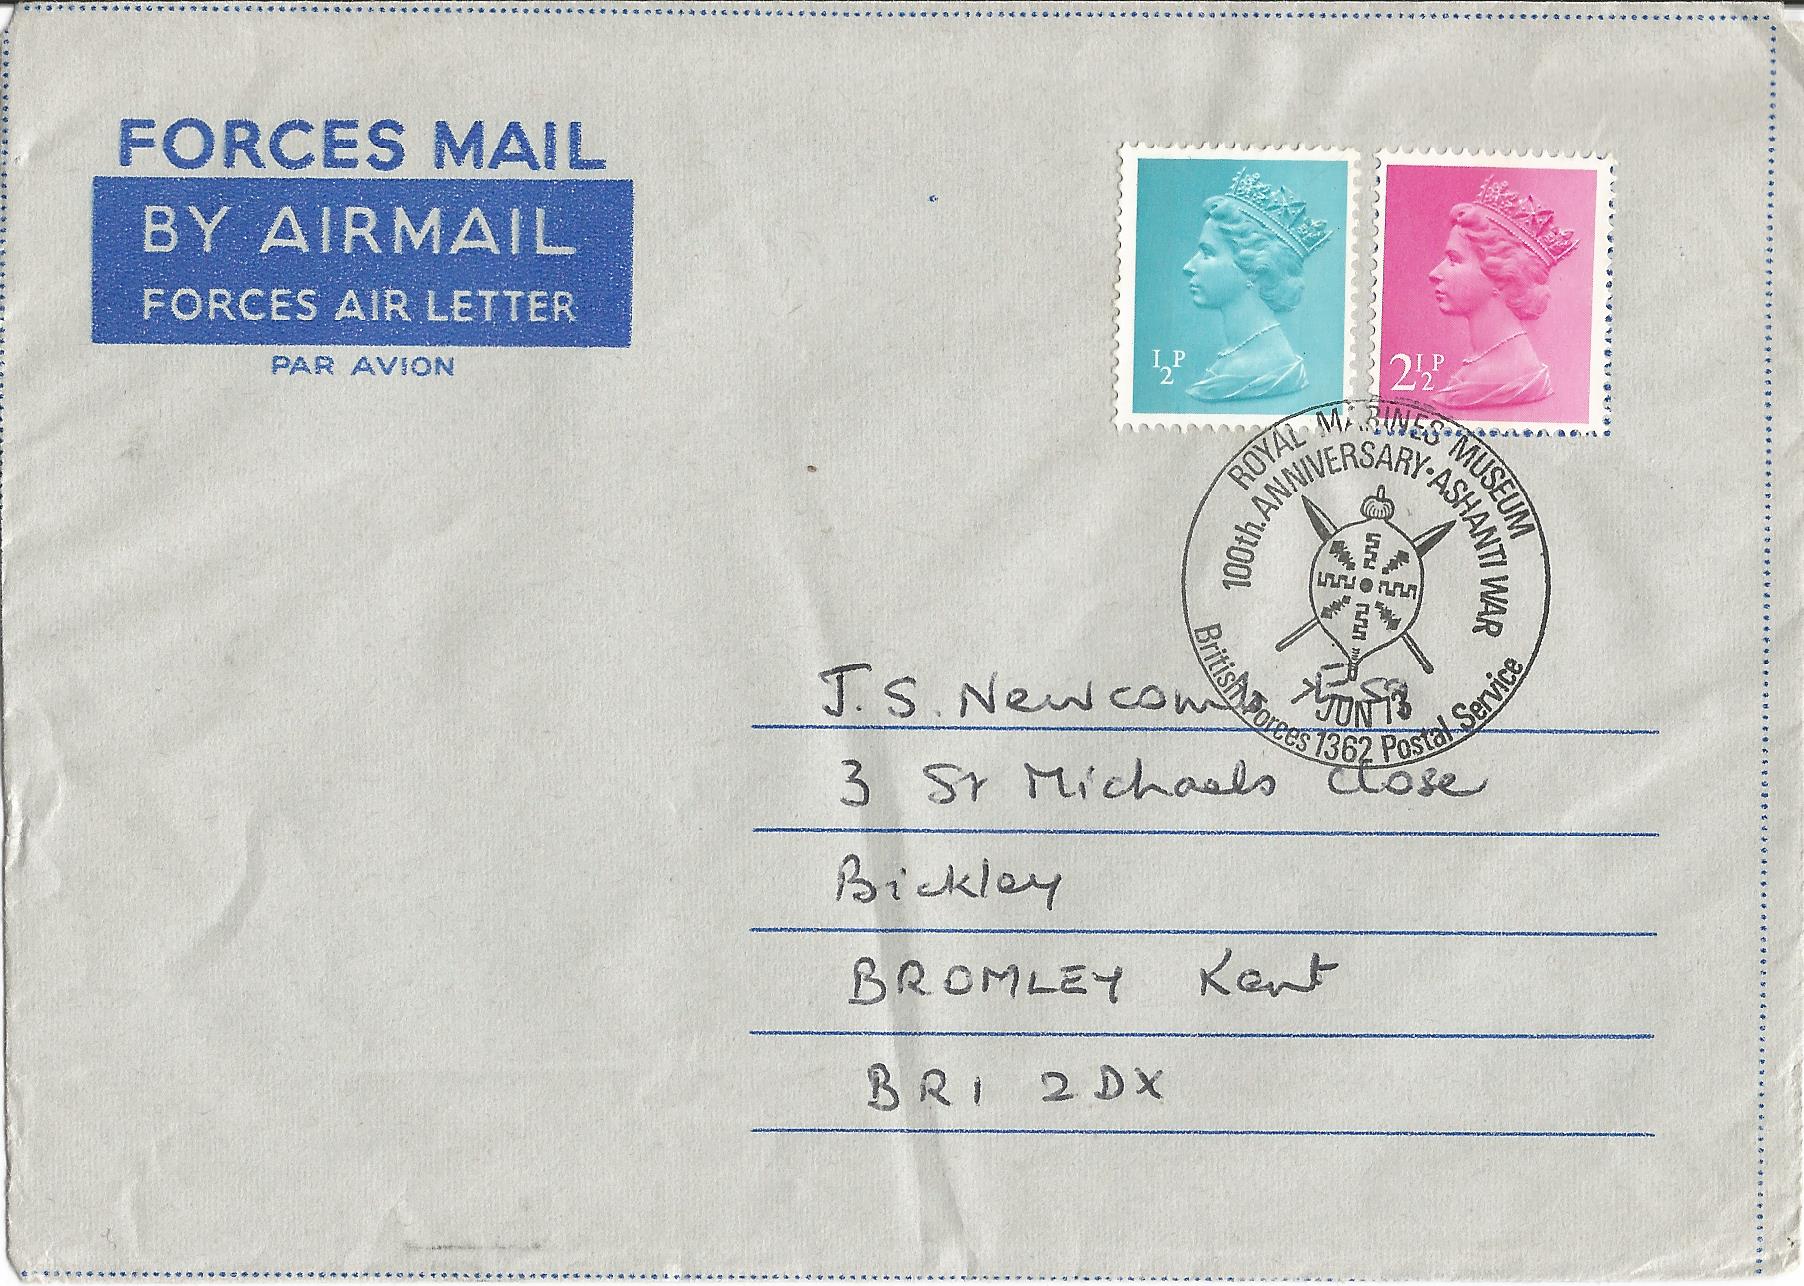 FORCES MAIL
BY AIRMAIL
FORCES AIR LETTER
PAR AVION
½P
2½P
ROYAL MARINES MUSEUM
100th. ANNIVERSARY · ASHANTI WAR
JUN 73
British Forces 1362 Postal Service
J. S. Newcomb
3 St Michaels Close
Bickley
BROMLEY Kent
BR1 2DX